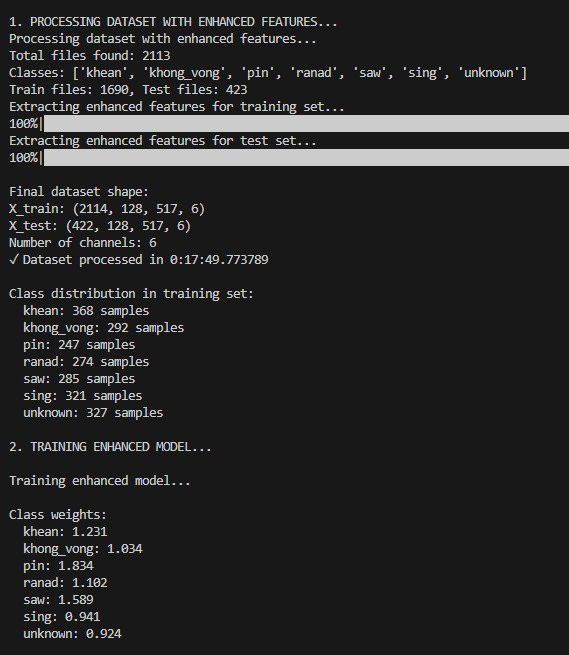 1. PROCESSING DATASET WITH ENHANCED FEATURES...
Processing dataset with enhanced features...
Total files found: 2113
Classes: ['khean', 'khong_vong', 'pin', 'ranad', 'saw', 'sing', 'unknown']
Train files: 1690, Test files: 423
Extracting enhanced features for training set...
100%|
Extracting enhanced features for test set...
100%|
Final dataset shape:
X_train: (2114, 128, 517, 6)
X_test: (422, 128, 517, 6)
Number of channels: 6
✓ Dataset processed in 0:17:49.773789
Class distribution in training set:
khean: 368 samples
khong_vong: 292 samples
pin: 247 samples
ranad: 274 samples
saw: 285 samples
sing: 321 samples
unknown: 327 samples
2. TRAINING ENHANCED MODEL...
Training enhanced model...
Class weights:
khean: 1.231
khong_vong: 1.034
pin: 1.834
ranad: 1.102
saw: 1.589
sing: 0.941
unknown: 0.924